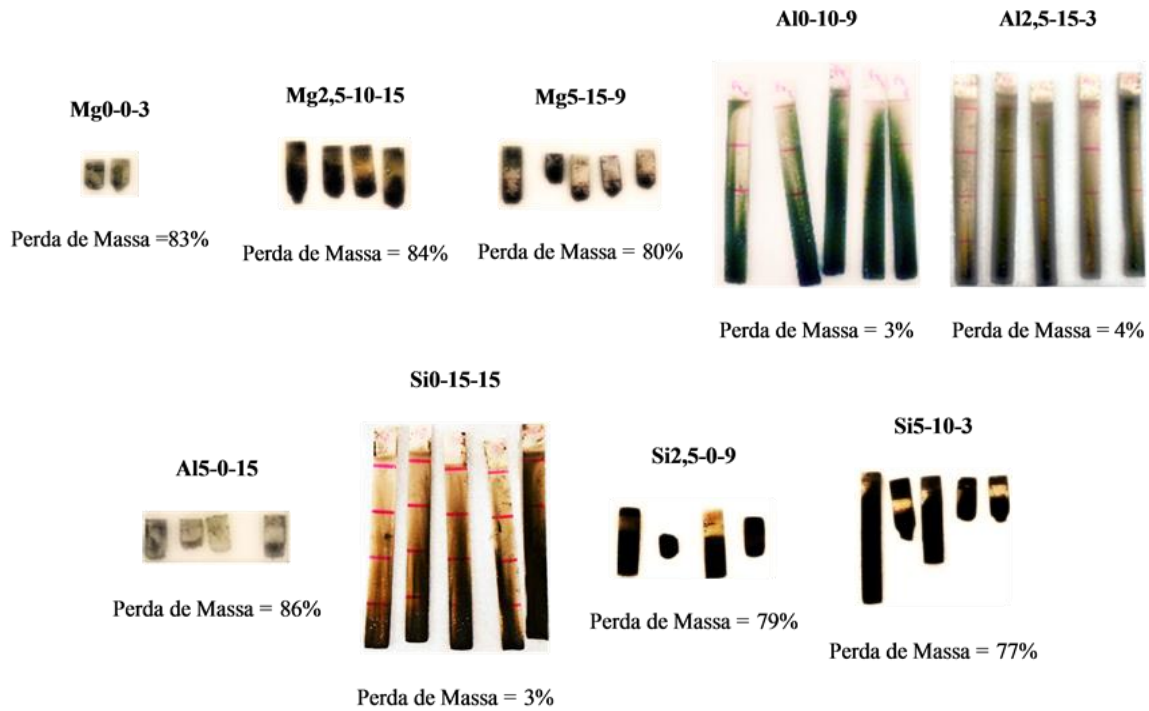 Al0-10-9
Al2,5-15-3
Mg0-0-3
Mg2,5-10-15
Mg5-15-9
Perda de Massa =83%
Perda de Massa = 84%
Perda de Massa = 80%
Perda de Massa = 3%
Perda de Massa = 4%
Si0-15-15
Al5-0-15
Si2,5-0-9
Si5-10-3
Perda de Massa = 86%
Perda de Massa = 79%
Perda de Massa = 77%
Perda de Massa = 3%